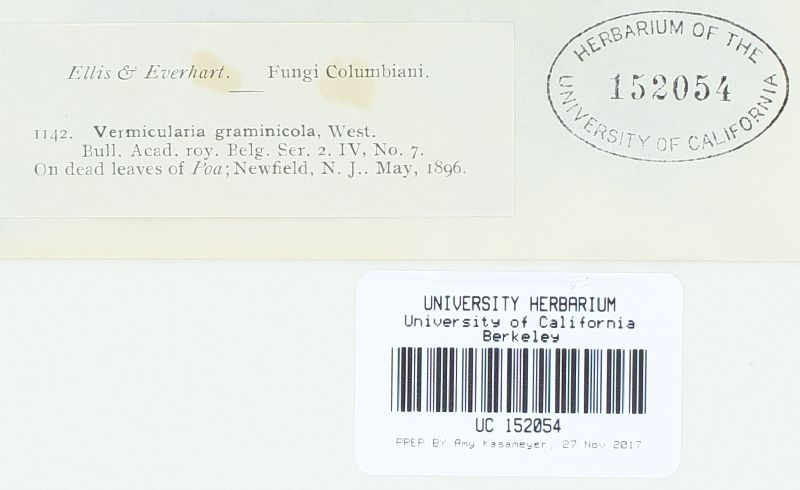 Ellis & Everhart. Fungi Columbiani.
1142. Vermicularia graminicola, West.
Bull. Acad. roy. Belg. Ser. 2. IV, No. 7.
On dead leaves of Poa; Newfield, N. J.. May, 1896.
HERBARIUM OF THE
152054
UNIVERSITY OF CALIFORNIA
UNIVERSITY HERBARIUM
University of California
Berkeley
UC 152054
PREP BY Amy Kasameyer, 27 Nov 2017